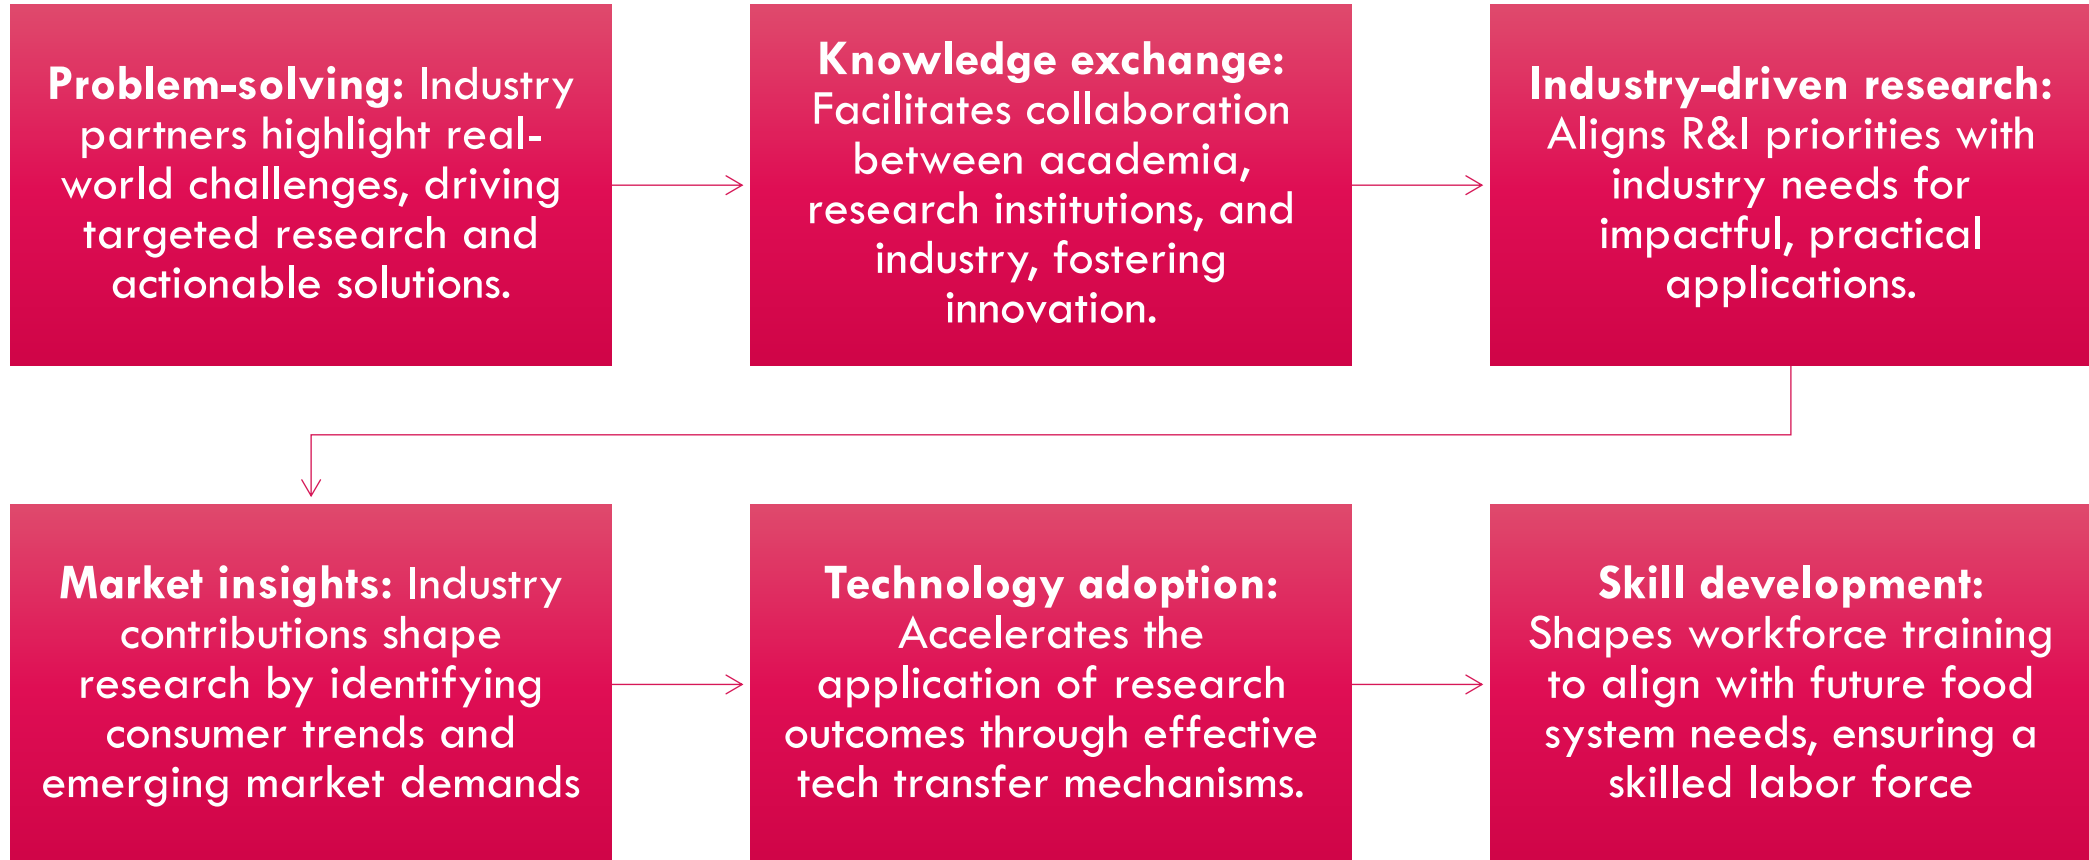 Problem-solving: Industry
partners highlight real-
world challenges, driving
targeted research and
actionable solutions.
Knowledge exchange:
Facilitates collaboration
between academia,
research institutions, and
industry, fostering
innovation.
Industry-driven research:
Aligns R&I priorities with
industry needs for
impactful, practical
applications.
Market insights: Industry
contributions shape
research by identifying
consumer trends and
emerging market demands
Technology adoption:
Accelerates the
application of research
outcomes through effective
tech transfer mechanisms.
Skill development:
Shapes workforce training
to align with future food
system needs, ensuring a
skilled labor force